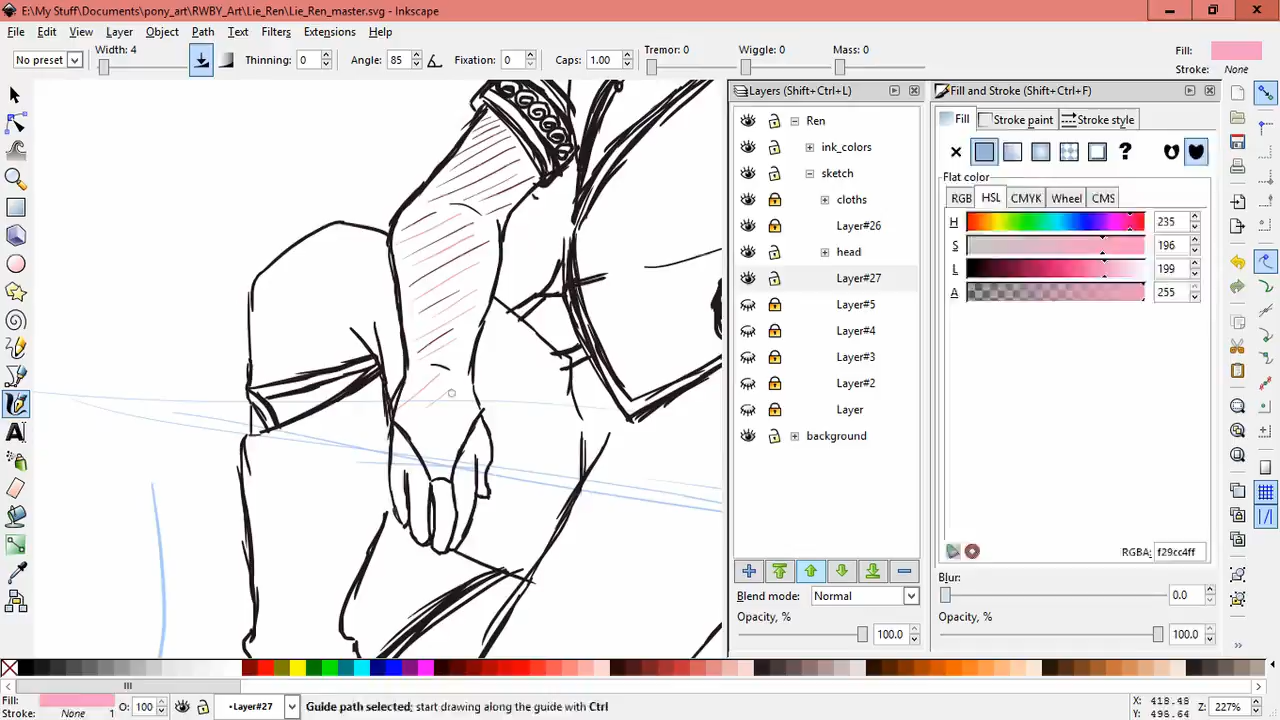 E:\My Stuff\Documents\pony_art\RWBY_Art\Lie_Ren\Lie_Ren_master.svg - Inkscape
File Edit View Layer Object Path Filters Text Extensions Help
No preset Width: 4 Thinning: 0 Angle: 85 Fixation: 0 Caps: 1.00 Tremor: 0 Wiggle: 0 Mass: 0 Fill:
Stroke: None
Layers (Shift+Ctrl+L)
Ren
ink_colors
sketch
cloths
Layer#26
head
Layer#27
Layer#5
Layer#4
Layer#3
Layer#2
Layer
background
Blend mode: Normal
Opacity, % 100.0
Fill and Stroke (Shift+Ctrl+F)
Fill Stroke paint Stroke style
?
Flat color
RGB HSL CMYK Wheel CMS
H 235
S 196
L 199
A 255
RGBA: f29cc4ff
Blur: 0.0
Opacity, % 100.0
Fill:
Stroke: None 1 O: 100 •Layer#27 Guide path selected; start drawing along the guide with Ctrl X: 418.48
Y: 498.64 Z: 227%